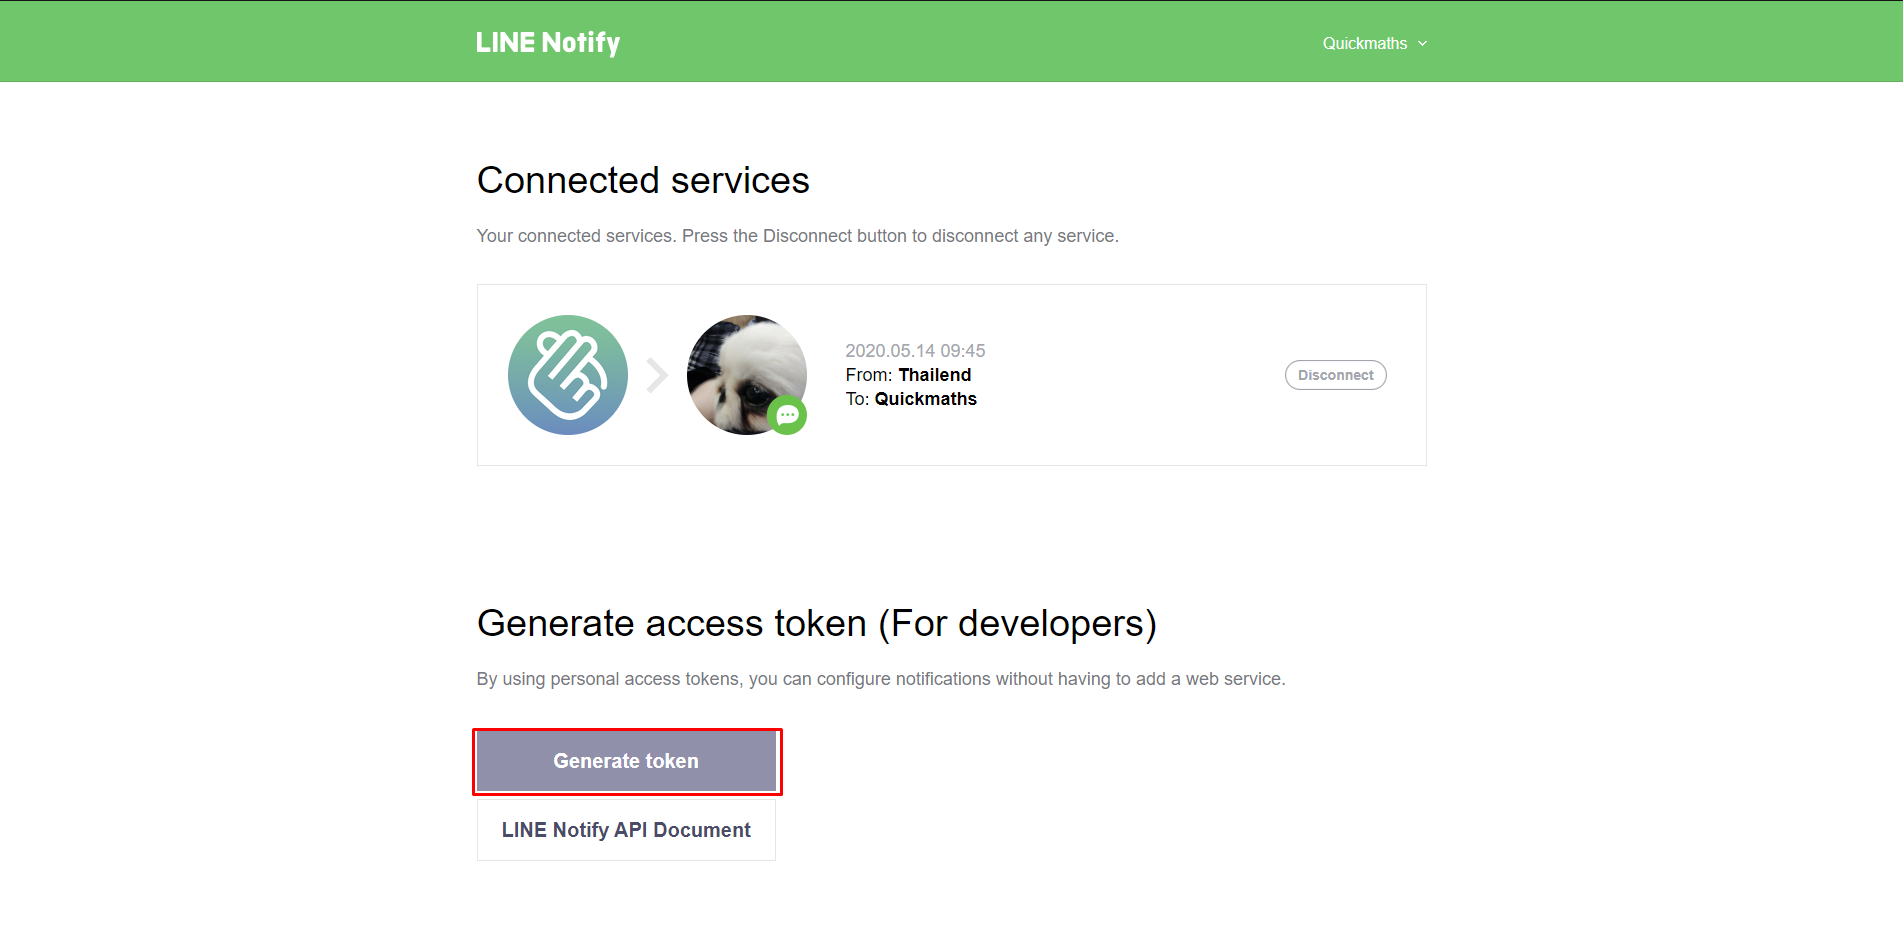 LINE Notify
Quickmaths
Connected services
Your connected services. Press the Disconnect button to disconnect any service.
2020.05.14 09:45
From: Thailend
To: Quickmaths
Disconnect
Generate access token (For developers)
By using personal access tokens, you can configure notifications without having to add a web service.
Generate token
LINE Notify API Document